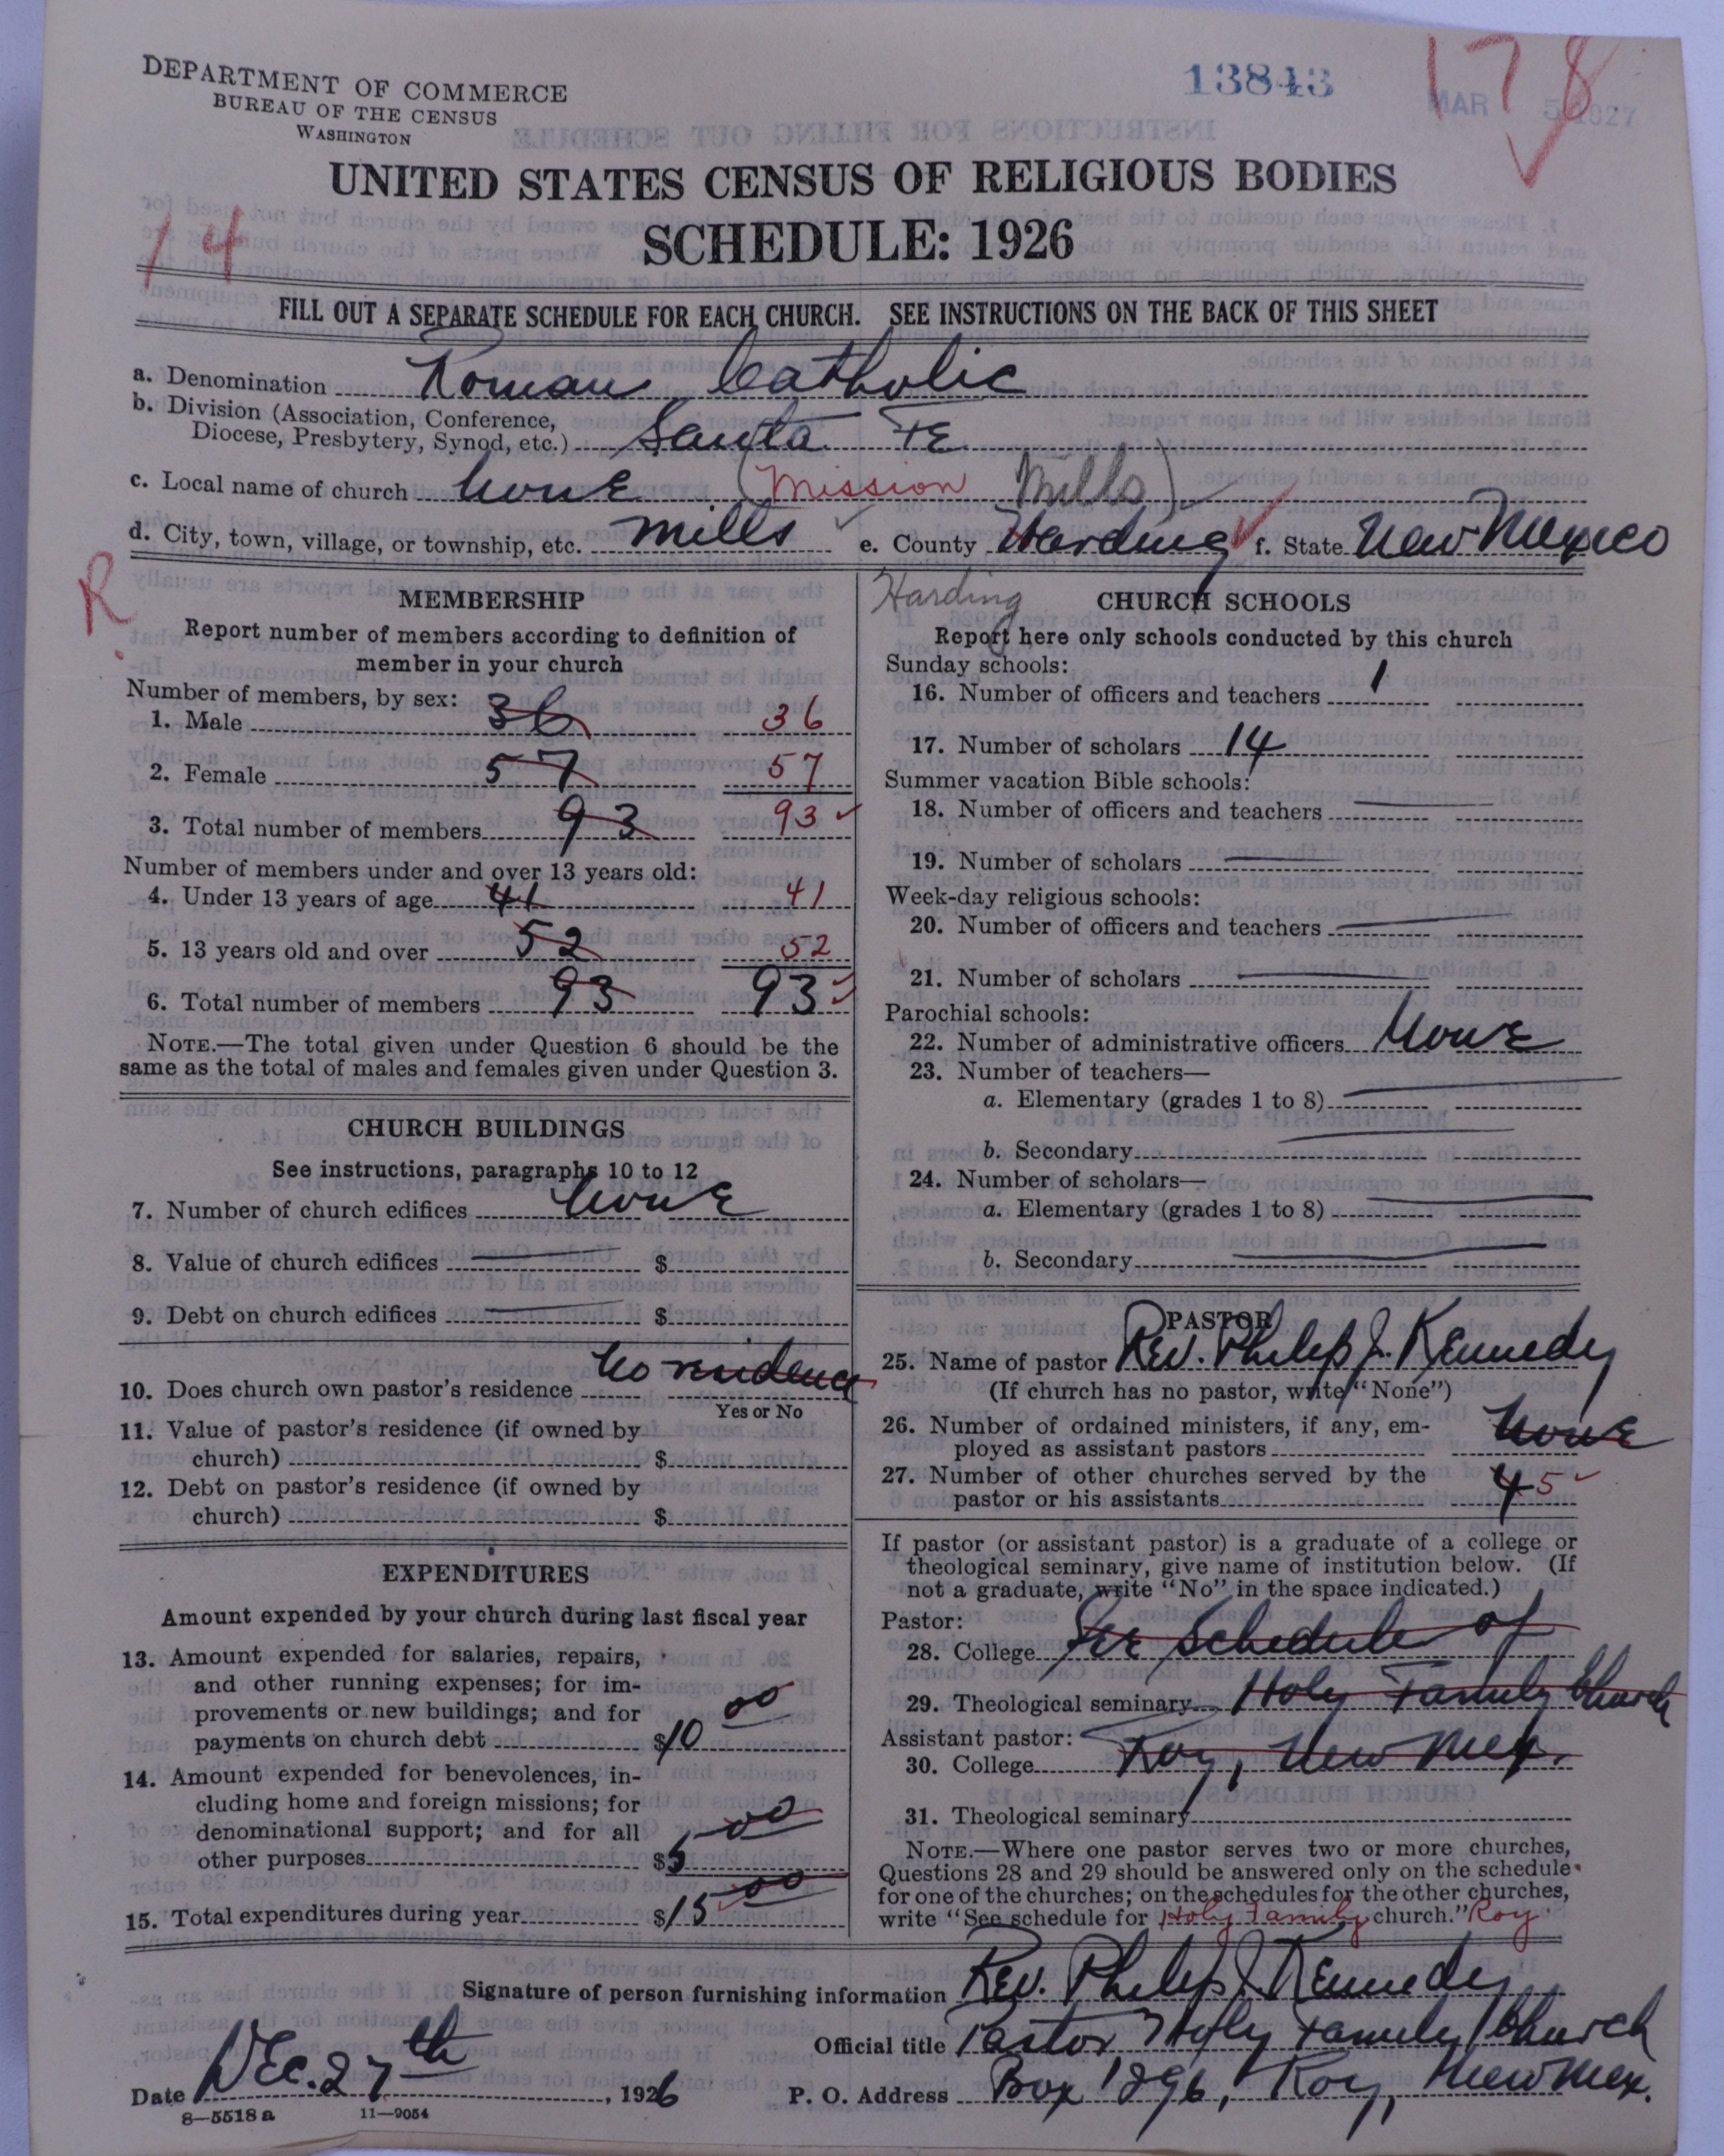 DEPARTMENT OF COMMERCE
BUREAU OF THE CENSUS
WASHINGTON
13843
178
MAR 5 1927
UNITED STATES CENSUS OF RELIGIOUS BODIES
SCHEDULE: 1926
14
FILL OUT A SEPARATE SCHEDULE FOR EACH CHURCH. SEE INSTRUCTIONS ON THE BACK OF THIS SHEET
a. Denomination Roman Catholic
b. Division (Association, Conference,
Diocese, Presbytery, Synod, etc.) Santa FE
c. Local name of church None (Mission Mills)
d. City, town, village, or township, etc. Mills e. County Harding f. State New Mexico
R
MEMBERSHIP
Report number of members according to definition of
member in your church
Number of members, by sex:
1. Male 36 36
2. Female 57 57
3. Total number of members 93 93
Number of members under and over 13 years old:
4. Under 13 years of age 41 41
5. 13 years old and over 52 52
6. Total number of members 93 93
NOTE.—The total given under Question 6 should be the
same as the total of males and females given under Question 3.
CHURCH BUILDINGS
See instructions, paragraphs 10 to 12
7. Number of church edifices None
8. Value of church edifices $
9. Debt on church edifices $
10. Does church own pastor's residence No residence
Yes or No
11. Value of pastor's residence (if owned by
church) $
12. Debt on pastor's residence (if owned by
church) $
EXPENDITURES
Amount expended by your church during last fiscal year
13. Amount expended for salaries, repairs,
and other running expenses; for im-
provements or new buildings; and for
payments on church debt $10 00
14. Amount expended for benevolences, in-
cluding home and foreign missions; for
denominational support; and for all
other purposes $5 00
15. Total expenditures during year $15 00
Harding
CHURCH SCHOOLS
Report here only schools conducted by this church
Sunday schools:
16. Number of officers and teachers 1
17. Number of scholars 14
Summer vacation Bible schools:
18. Number of officers and teachers
19. Number of scholars
Week-day religious schools:
20. Number of officers and teachers
21. Number of scholars
Parochial schools:
22. Number of administrative officers None
23. Number of teachers—
a. Elementary (grades 1 to 8)
b. Secondary
24. Number of scholars—
a. Elementary (grades 1 to 8)
b. Secondary
PASTOR
25. Name of pastor Rev. Philip J. Kennedy
(If church has no pastor, write "None")
26. Number of ordained ministers, if any, em-
ployed as assistant pastors None
27. Number of other churches served by the
pastor or his assistants 4 5
If pastor (or assistant pastor) is a graduate of a college or
theological seminary, give name of institution below. (If
not a graduate, write "No" in the space indicated.)
Pastor:
28. College See Schedule of
29. Theological seminary Holy Family Church
Assistant pastor:
30. College Roy, New Mex.
31. Theological seminary
NOTE.—Where one pastor serves two or more churches,
Questions 28 and 29 should be answered only on the schedule
for one of the churches; on the schedules for the other churches,
write "See schedule for Holy Family church." Roy
Signature of person furnishing information Rev. Philip J. Kennedy
Official title Pastor Holy Family Church
Date Dec. 27th, 1926 P. O. Address Box 1896, Roy, New Mex.
8—5518 a 11—9054